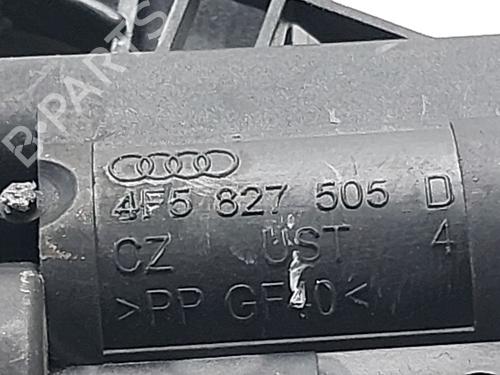 B-PARTS
4F5 827 505 D
CZ UST 4
>PP GF40<